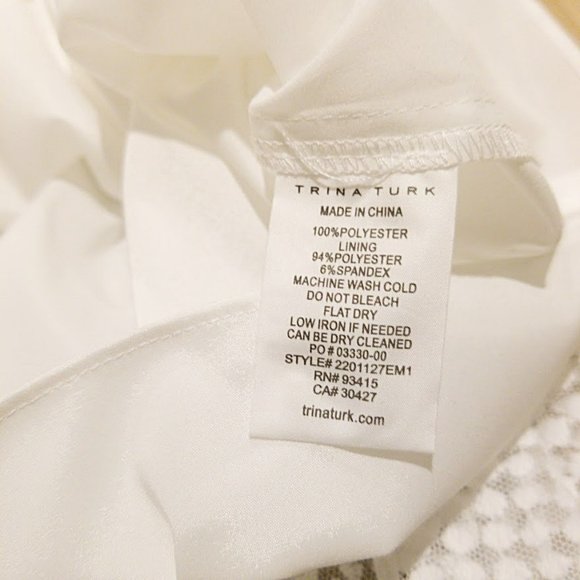 TRINA TURK
MADE IN CHINA
100%POLYESTER
LINING
94%POLYESTER
6%SPANDEX
MACHINE WASH COLD
DO NOT BLEACH
FLAT DRY
LOW IRON IF NEEDED
CAN BE DRY CLEANED
PO # 03330-00
STYLE# 2201127EM1
RN# 93415
CA# 30427
trinaturk.com